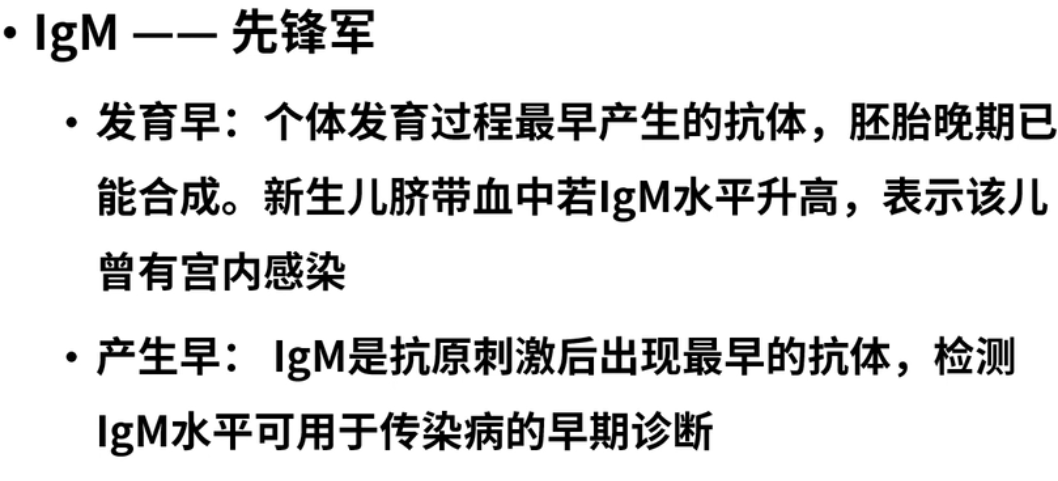 • IgM —— 先锋军
• 发育早：个体发育过程最早产生的抗体，胚胎晚期已
能合成。新生儿脐带血中若IgM水平升高，表示该儿
曾有宫内感染
• 产生早： IgM是抗原刺激后出现最早的抗体，检测
IgM水平可用于传染病的早期诊断